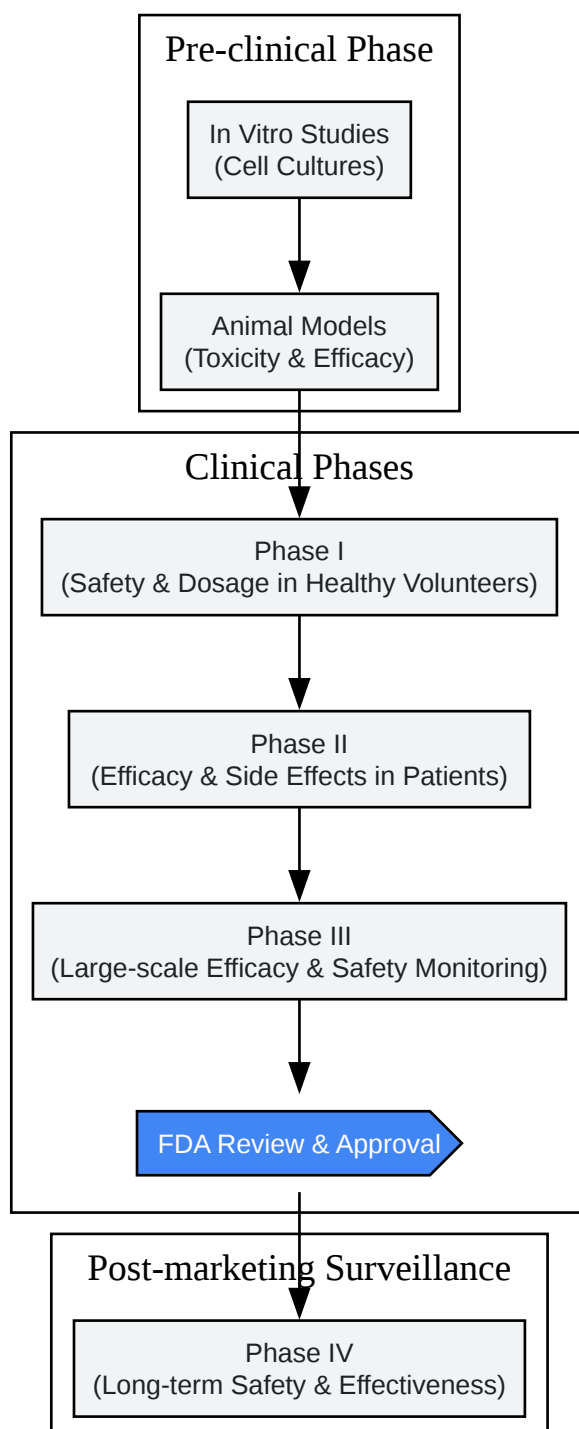 Pre-clinical Phase
In Vitro Studies
(Cell Cultures)
Animal Models
(Toxicity & Efficacy)
Clinical Phases
Phase I
(Safety & Dosage in Healthy Volunteers)
Phase II
(Efficacy & Side Effects in Patients)
Phase III
(Large-scale Efficacy & Safety Monitoring)
FDA Review & Approval
Post-marketing Surveillance
Phase IV
(Long-term Safety & Effectiveness)